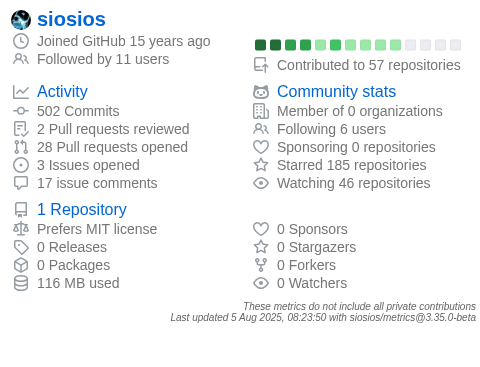 siosios
Joined GitHub 15 years ago
Followed by 11 users
Contributed to 57 repositories
Activity
502 Commits
2 Pull requests reviewed
28 Pull requests opened
3 Issues opened
17 issue comments
Community stats
Member of 0 organizations
Following 6 users
Sponsoring 0 repositories
Starred 185 repositories
Watching 46 repositories
1 Repository
Prefers MIT license
0 Releases
0 Packages
116 MB used
0 Sponsors
0 Stargazers
0 Forkers
0 Watchers
These metrics do not include all private contributions
Last updated 5 Aug 2025, 08:23:50 with siosios/metrics@3.35.0-beta